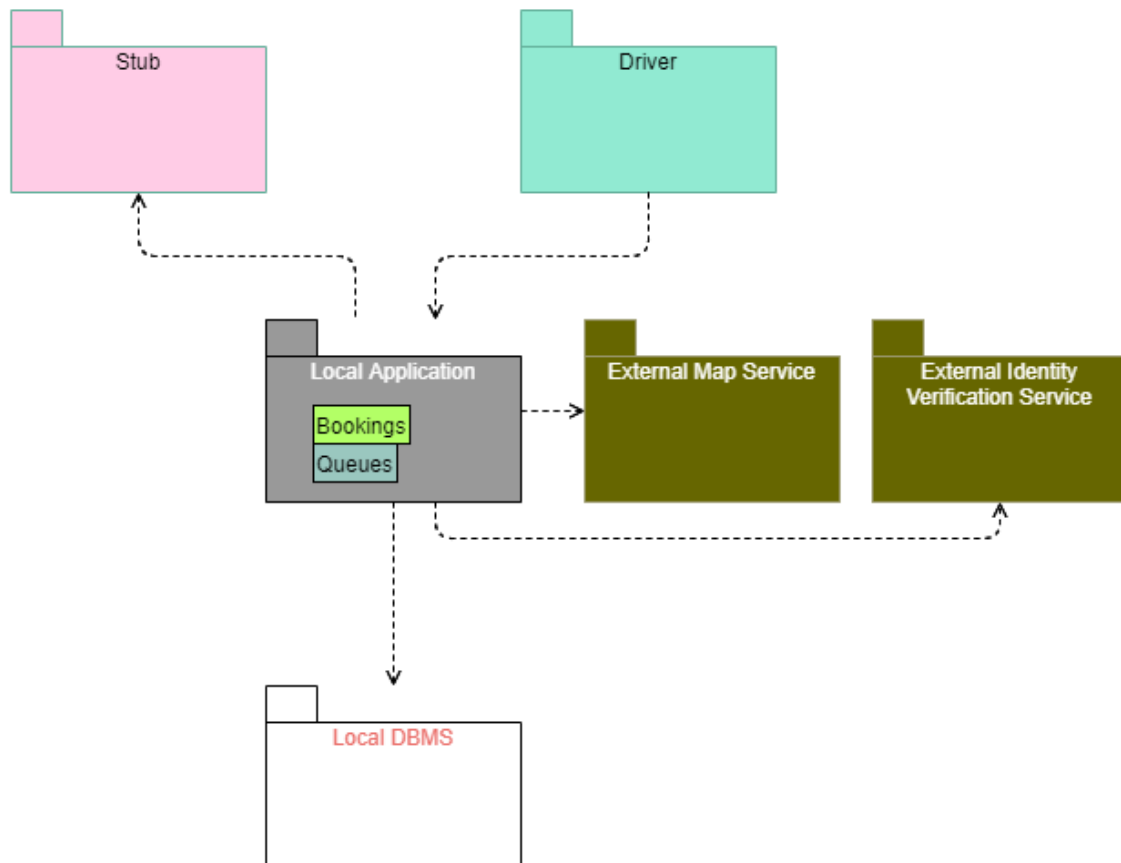 Stub
Driver
Local Application
Bookings
Queues
External Map Service
External Identity
Verification Service
Local DBMS